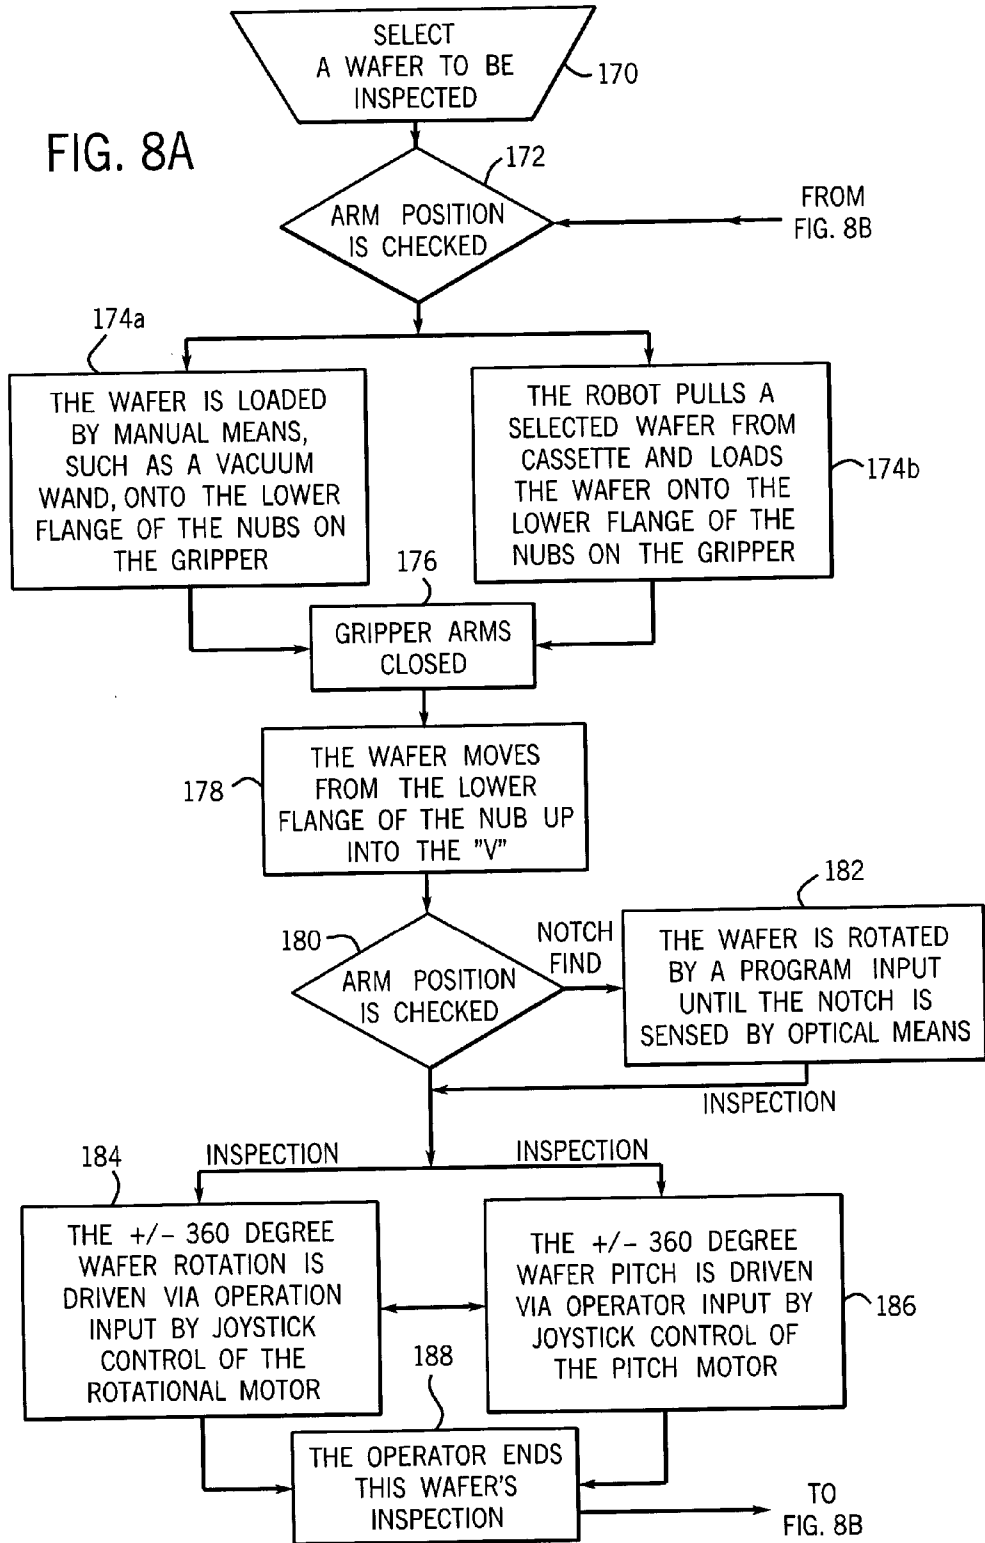 SELECT
A WAFER TO BE
INSPECTED
170
FIG. 8A
172
ARM POSITION
IS CHECKED
FROM
FIG. 8B
174a
THE WAFER IS LOADED
BY MANUAL MEANS,
SUCH AS A VACUUM
WAND, ONTO THE LOWER
FLANGE OF THE NUBS ON
THE GRIPPER
THE ROBOT PULLS A
SELECTED WAFER FROM
CASSETTE AND LOADS
THE WAFER ONTO THE
LOWER FLANGE OF THE
NUBS ON THE GRIPPER
174b
176
GRIPPER ARMS
CLOSED
178
THE WAFER MOVES
FROM THE LOWER
FLANGE OF THE NUB UP
INTO THE "V"
180
ARM POSITION
IS CHECKED
NOTCH
FIND
182
THE WAFER IS ROTATED
BY A PROGRAM INPUT
UNTIL THE NOTCH IS
SENSED BY OPTICAL MEANS
INSPECTION
INSPECTION
INSPECTION
184
THE +/- 360 DEGREE
WAFER ROTATION IS
DRIVEN VIA OPERATION
INPUT BY JOYSTICK
CONTROL OF THE
ROTATIONAL MOTOR
THE +/- 360 DEGREE
WAFER PITCH IS DRIVEN
VIA OPERATOR INPUT BY
JOYSTICK CONTROL OF
THE PITCH MOTOR
186
188
THE OPERATOR ENDS
THIS WAFER'S
INSPECTION
TO
FIG. 8B